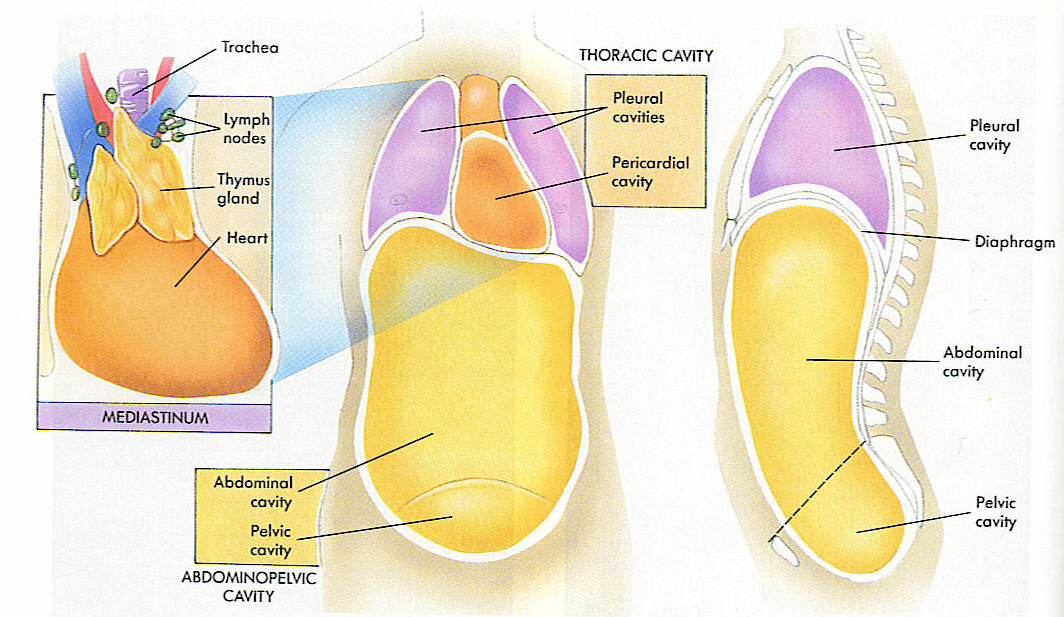 Trachea
Lymph
nodes
Thymus
gland
Heart
MEDIASTINUM
THORACIC CAVITY
Pleural
cavities
Pericardial
cavity
Abdominal
cavity
Pelvic
cavity
ABDOMINOPELVIC
CAVITY
Pleural
cavity
Diaphragm
Abdominal
cavity
Pelvic
cavity